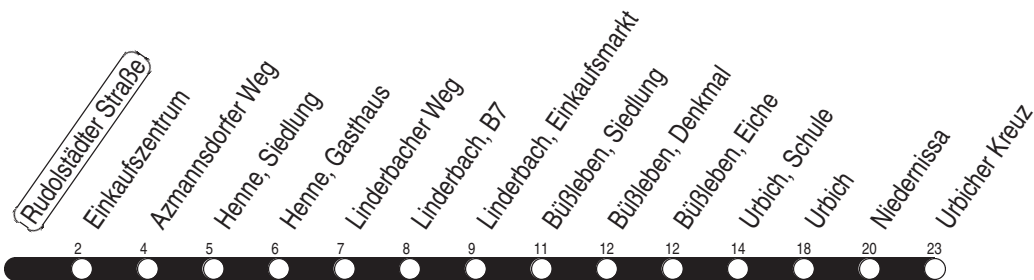 Rudolstädter Straße
Einkaufszentrum
Azmannsdorfer Weg
Henne, Siedlung
Henne, Gasthaus
Linderbacher Weg
Linderbach, B7
Linderbach, Einkaufsmarkt
Büßleben, Siedlung
Büßleben, Denkmal
Büßleben, Eiche
Urbich, Schule
Urbich
Niedernissa
Urbicher Kreuz
2 4 5 6 7 8 9 11 12 12 14 18 20 23